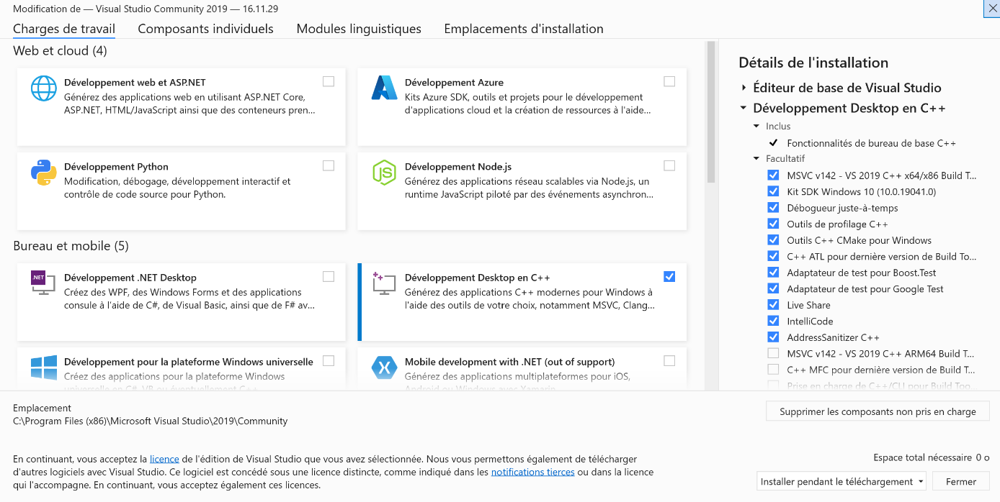 Modification de — Visual Studio Community 2019 — 16.11.29
Charges de travail
Composants individuels
Modules linguistiques
Emplacements d'installation
Web et cloud (4)
Développement web et ASP.NET
Générez des applications web en utilisant ASP.NET Core,
ASP.NET, HTML/JavaScript ainsi que des conteneurs pren...
Développement Azure
Kits Azure SDK, outils et projets pour le développement
d'applications cloud et la création de ressources à l'aide...
Développement Python
Modification, débogage, développement interactif et
contrôle de code source pour Python.
JS
Développement Node.js
Générez des applications réseau scalables via Node.js, un
runtime JavaScript piloté par des événements asynchron...
Bureau et mobile (5)
.NET
Développement .NET Desktop
Créez des WPF, des Windows Forms et des applications
consule à l'aide de C#, de Visual Basic, ainsi que de F# av...
Développement Desktop en C++
Générez des applications C++ modernes pour Windows à
l'aide des outils de votre choix, notamment MSVC, Clang...
Développement pour la plateforme Windows universelle
Créez des applications pour la plateforme Windows
universelle en C#, VB ou éventuellement C++
Mobile development with .NET (out of support)
Générez des applications multiplateformes pour iOS,
Android ou Windows avec Xamarin.
Détails de l'installation
Éditeur de base de Visual Studio
Développement Desktop en C++
Inclus
Fonctionnalités de bureau de base C++
Facultatif
MSVC v142 - VS 2019 C++ x64/x86 Build T...
Kit SDK Windows 10 (10.0.19041.0)
Débogueur juste-à-temps
Outils de profilage C++
Outils C++ CMake pour Windows
C++ ATL pour dernière version de Build To...
Adaptateur de test pour Boost.Test
Adaptateur de test pour Google Test
Live Share
IntelliCode
AddressSanitizer C++
MSVC v142 - VS 2019 C++ ARM64 Build T...
C++ MFC pour dernière version de Build T...
Prise en charge de C++/CLI pour Build Too...
Emplacement
C:\Program Files (x86)\Microsoft Visual Studio\2019\Community
Supprimer les composants non pris en charge
En continuant, vous acceptez la licence de l'édition de Visual Studio que vous avez sélectionnée. Nous vous permettons également de télécharger
d'autres logiciels avec Visual Studio. Ce logiciel est concédé sous une licence distincte, comme indiqué dans les notifications tierces ou dans la licence
qui l'accompagne. En continuant, vous acceptez également ces licences.
Espace total nécessaire 0 o
Installer pendant le téléchargement
Fermer